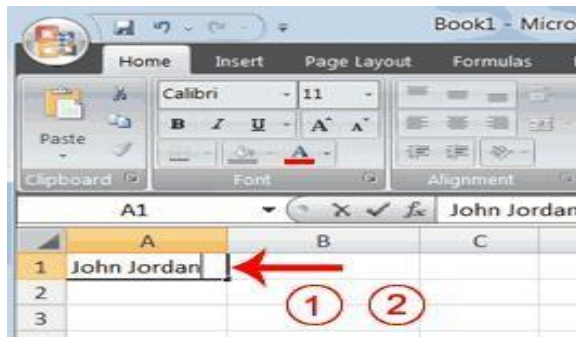 Book1 - Micro
Home Insert Page Layout Formulas
Calibri 11
B I U A A
Paste
A
Clipboard Font Alignment
A1 fx John Jordan
A B C
1 John Jordan
2 1 2
3